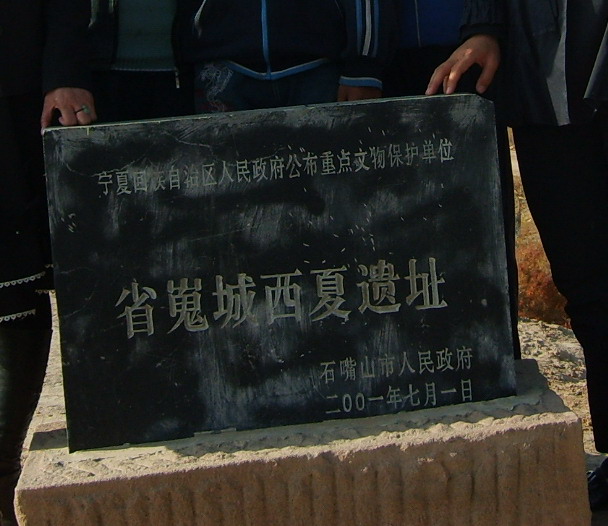 宁夏回族自治区人民政府公布重点文物保护单位
省嵬城西夏遗址
石嘴山市人民政府
二00一年七月一日